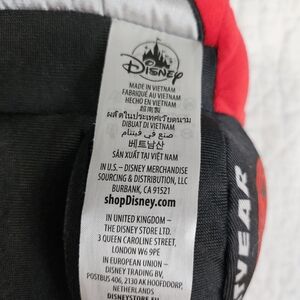 Disney
MADE IN VIETNAM
FABRIQUÉ AU VIETNAM
HECHO EN VIETNAM
越南製
ผลิตในประเทศเวียดนาม
DIBUAT DI VIETNAM
صنع في فيتنام
베트남산
SẢN XUẤT TẠI VIỆT NAM
IN U.S.– DISNEY MERCHANDISE
SOURCING & DISTRIBUTION LLC
BURBANK, CA 91521
shopDisney.com
IN UNITED KINGDOM –
THE DISNEY STORE LTD.
3 QUEEN CAROLINE STREET,
LONDON W6 9PE
IN EUROPEAN UNION –
DISNEY TRADING BV,
POSTBUS 406, 2130 AK HOOFDDORP,
NETHERLANDS